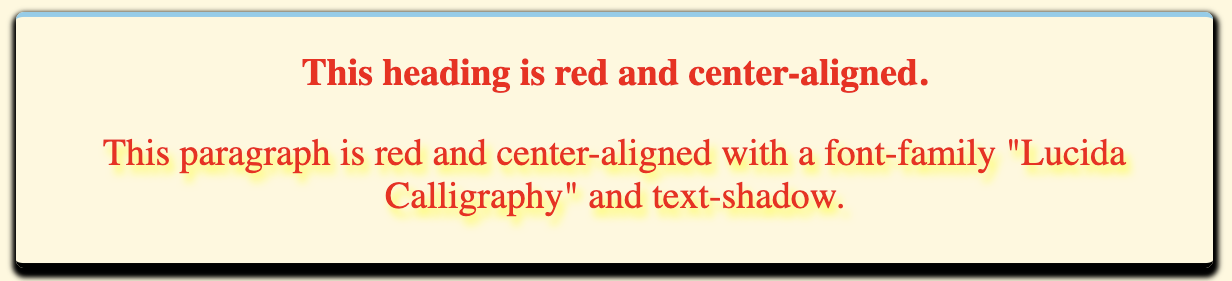 This heading is red and center-aligned.
This paragraph is red and center-aligned with a font-family "Lucida
Calligraphy" and text-shadow.